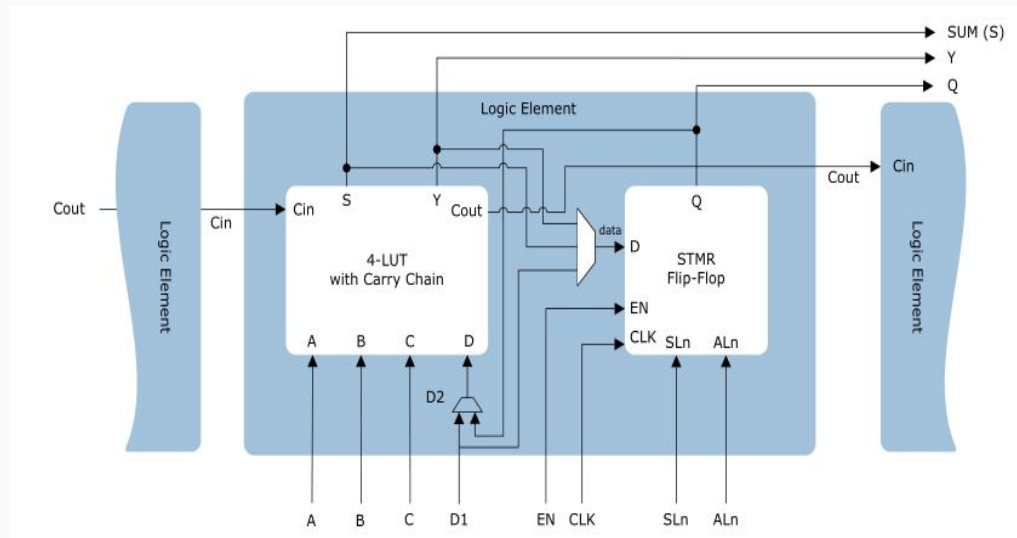 SUM (S)
Y
Q
Logic Element
Cout
Cin
Logic Element
Cin
S
Y
Cout
4-LUT
with Carry Chain
A
B
C
D
D2
data
Q
D
STMR
Flip-Flop
EN
CLK
SLn
ALn
Cout
Cin
Logic Element
A
B
C
D1
EN
CLK
SLn
ALn